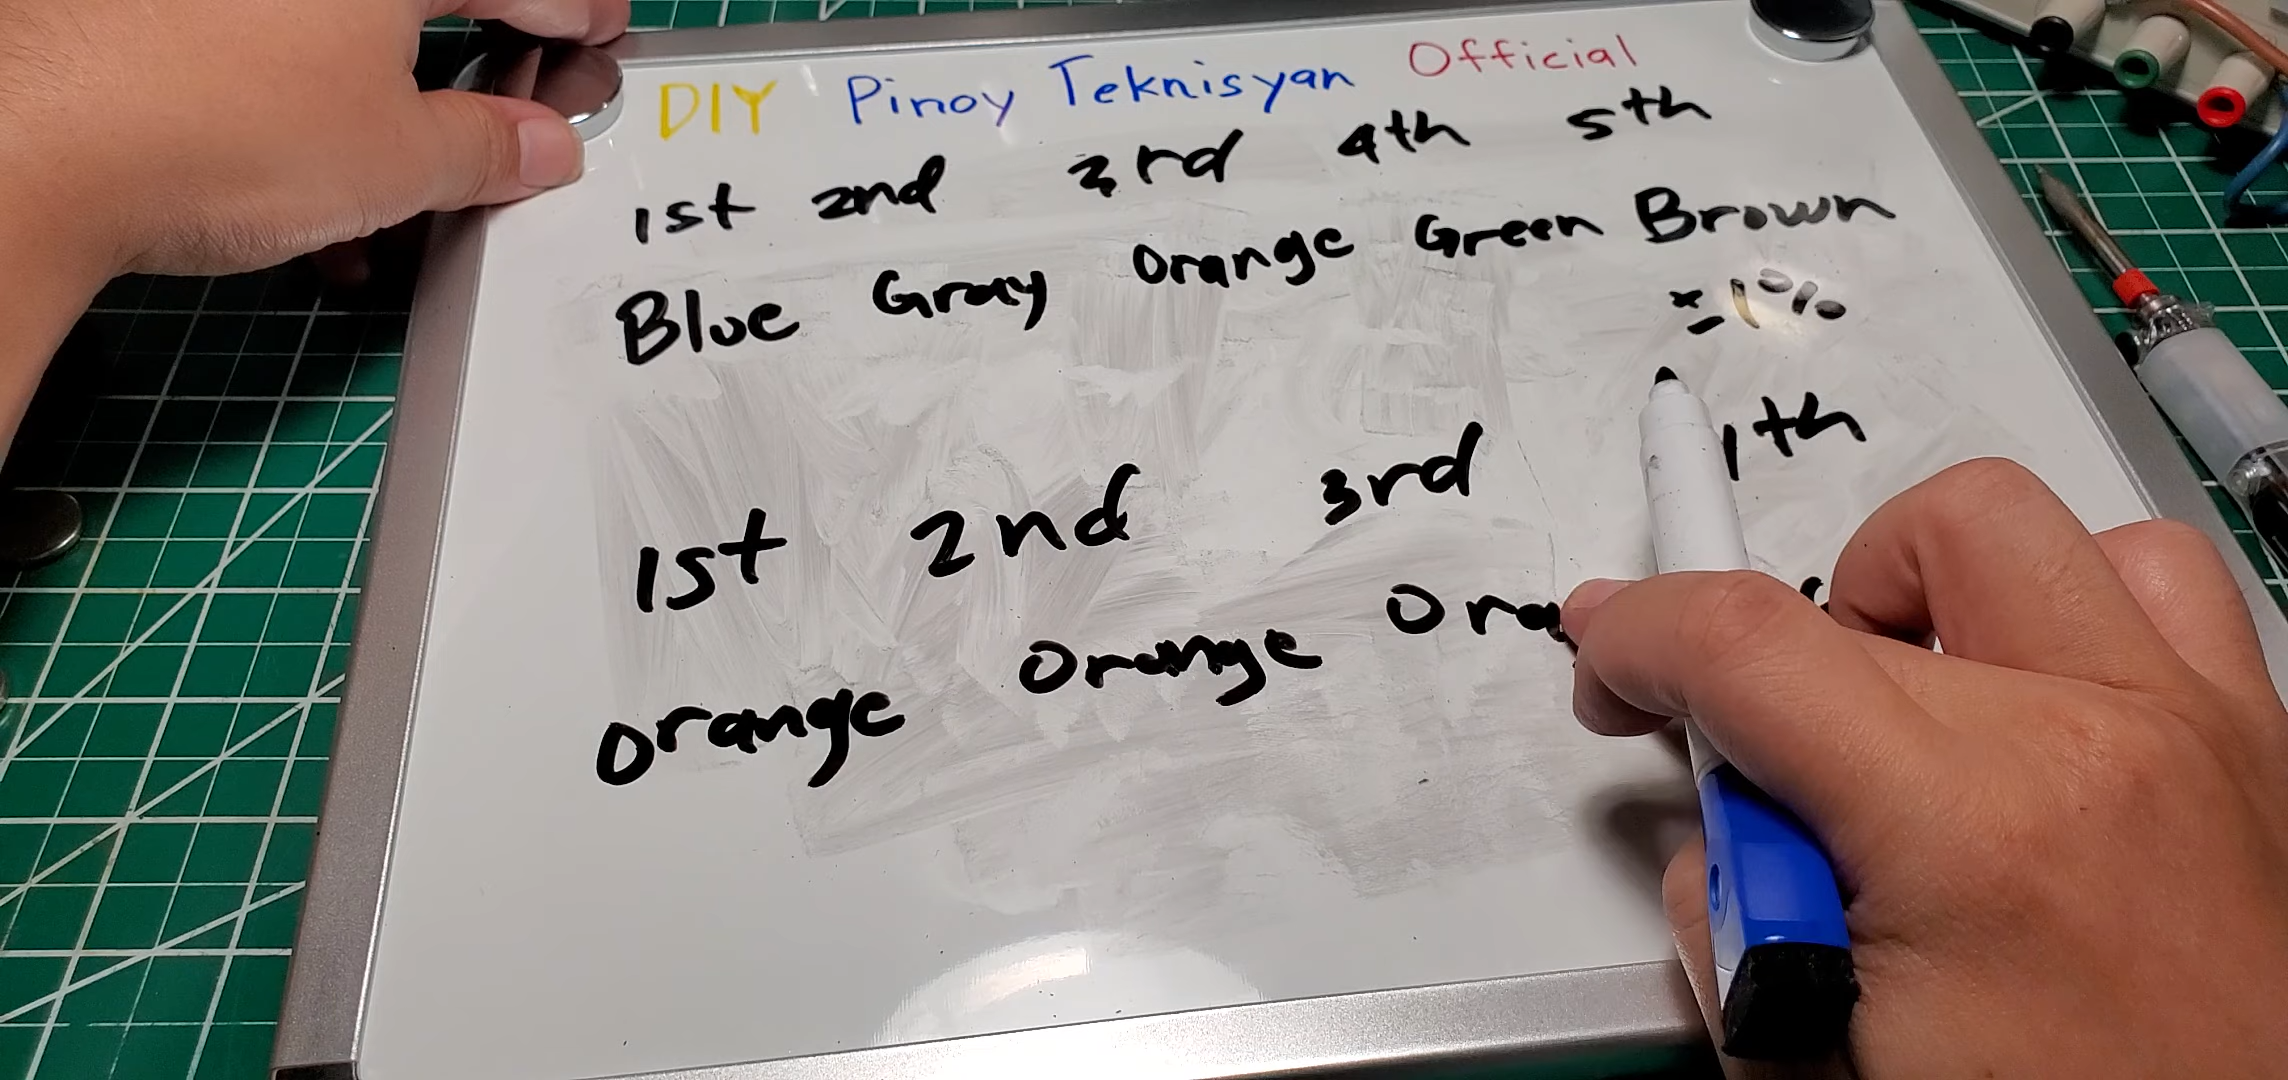 DIY Pinoy Teknisyan Official
1st 2nd 3rd 4th 5th
Blue Gray Orange Green Brown
±1%
1st 2nd 3rd
Orange Orange